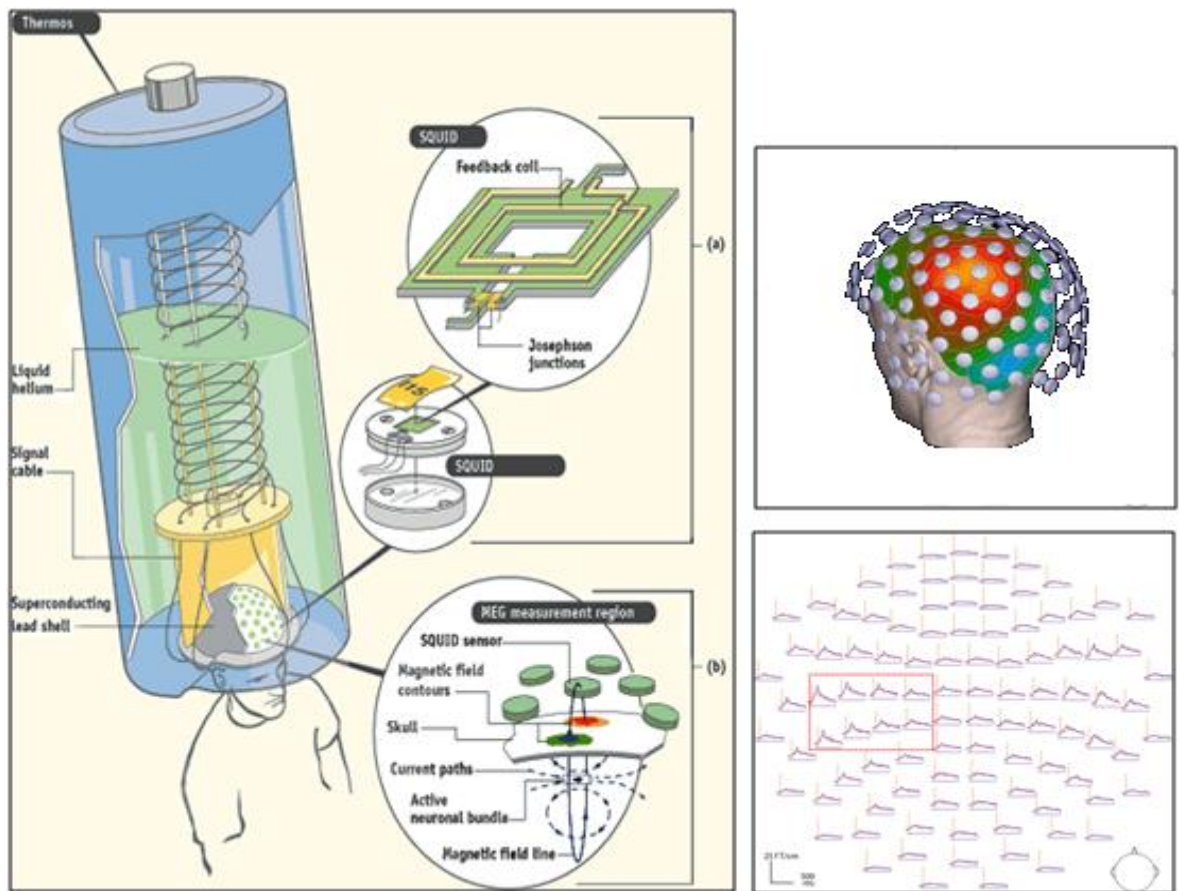 Thermos
SQUID
Feedback coil
(a)
Josephson
junctions
Liquid
helium
Signal
cable
SQUID
Superconducting
lead shell
MEG measurement region
SQUID sensor
Magnetic field
contours
(b)
Skull
Current paths
Active
neuronal bundle
Magnetic field line
500